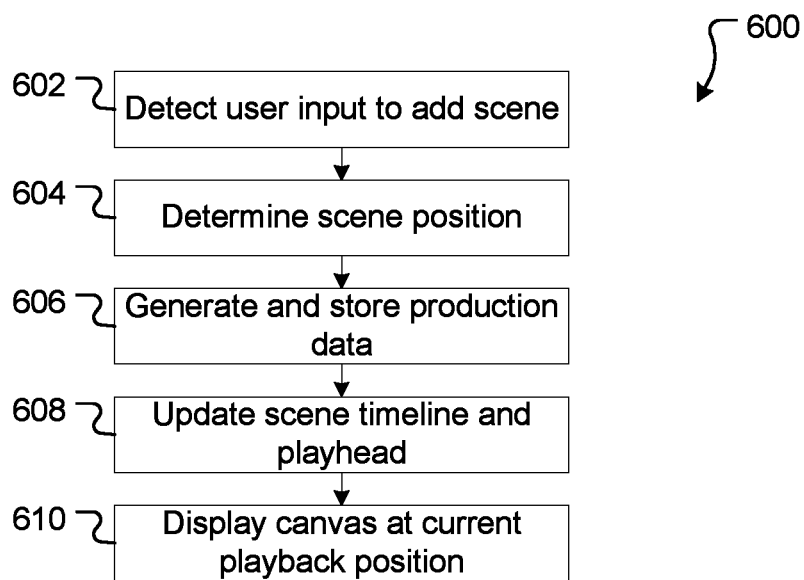 600
602
Detect user input to add scene
604
Determine scene position
606
Generate and store production
data
608
Update scene timeline and
playhead
610
Display canvas at current
playback position